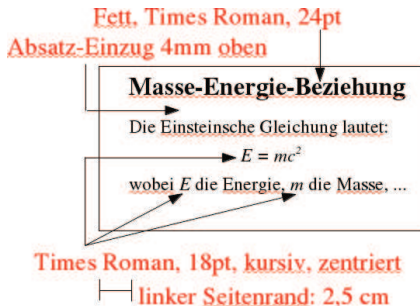 Fett, Times Roman, 24pt
Absatz-Einzug 4mm oben
Masse-Energie-Beziehung
Die Einsteinsche Gleichung lautet:
E = mc²
wobei E die Energie, m die Masse, ...
Times Roman, 18pt, kursiv, zentriert
linker Seitenrand: 2,5 cm